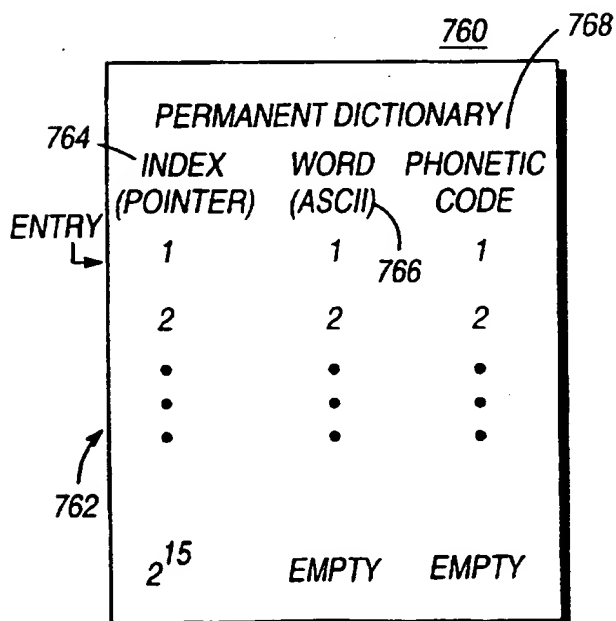 760 768
PERMANENT DICTIONARY
764 INDEX WORD PHONETIC
(POINTER) (ASCII) CODE
ENTRY 1 1 1
766
2 2 2
762
2^15 EMPTY EMPTY